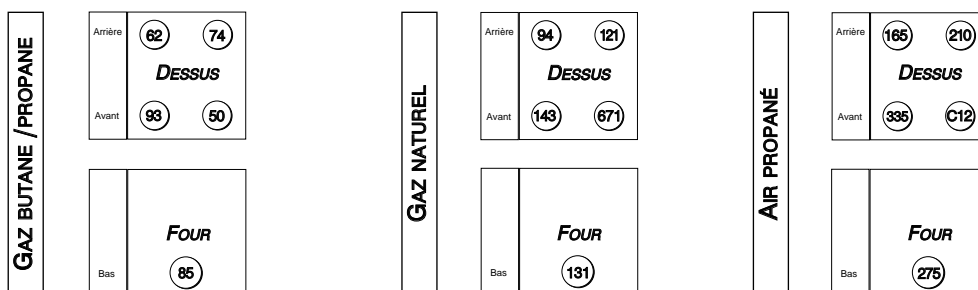 GAZ BUTANE /PROPANE
Arrière 62 74
DESSUS
Avant 93 50
FOUR
Bas 85
GAZ NATUREL
Arrière 94 121
DESSUS
Avant 143 671
FOUR
Bas 131
AIR PROPANÉ
Arrière 165 210
DESSUS
Avant 335 C12
FOUR
Bas 275